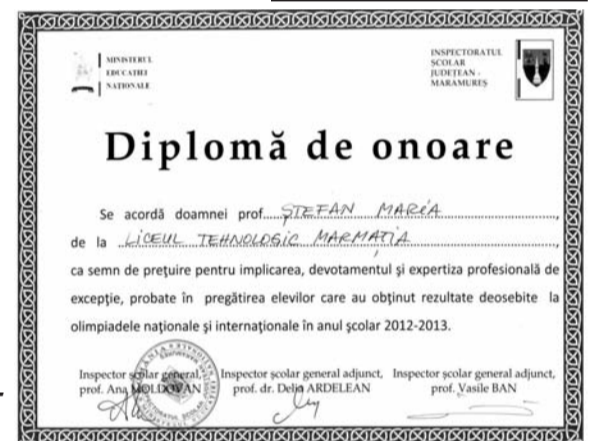 MINISTERUL
EDUCAȚIEI
NAȚIONALE
INSPECTORATUL
ȘCOLAR
JUDEȚEAN -
MARAMUREȘ
Diplomă de onoare
Se acordă doamnei prof. ȘTEFAN MARIA,
de la LICEUL TEHNOLOGIC MARMAȚIA,
ca semn de prețuire pentru implicarea, devotamentul și expertiza profesională de
excepție, probate în pregătirea elevilor care au obținut rezultate deosebite la
olimpiadele naționale și internaționale în anul școlar 2012-2013.
Inspector școlar general, Inspector școlar general adjunct, Inspector școlar general adjunct,
prof. Ana MOLDOVAN prof. dr. Delia ARDELEAN prof. Vasile BAN